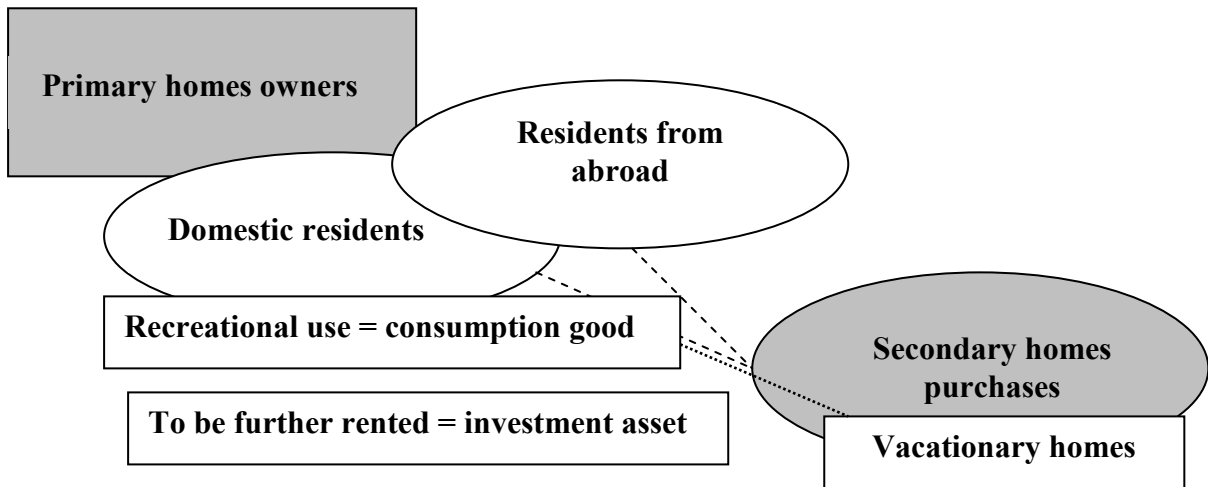 Primary homes owners
Residents from
abroad
Domestic residents
Recreational use = consumption good
Secondary homes
purchases
To be further rented = investment asset
Vacationary homes